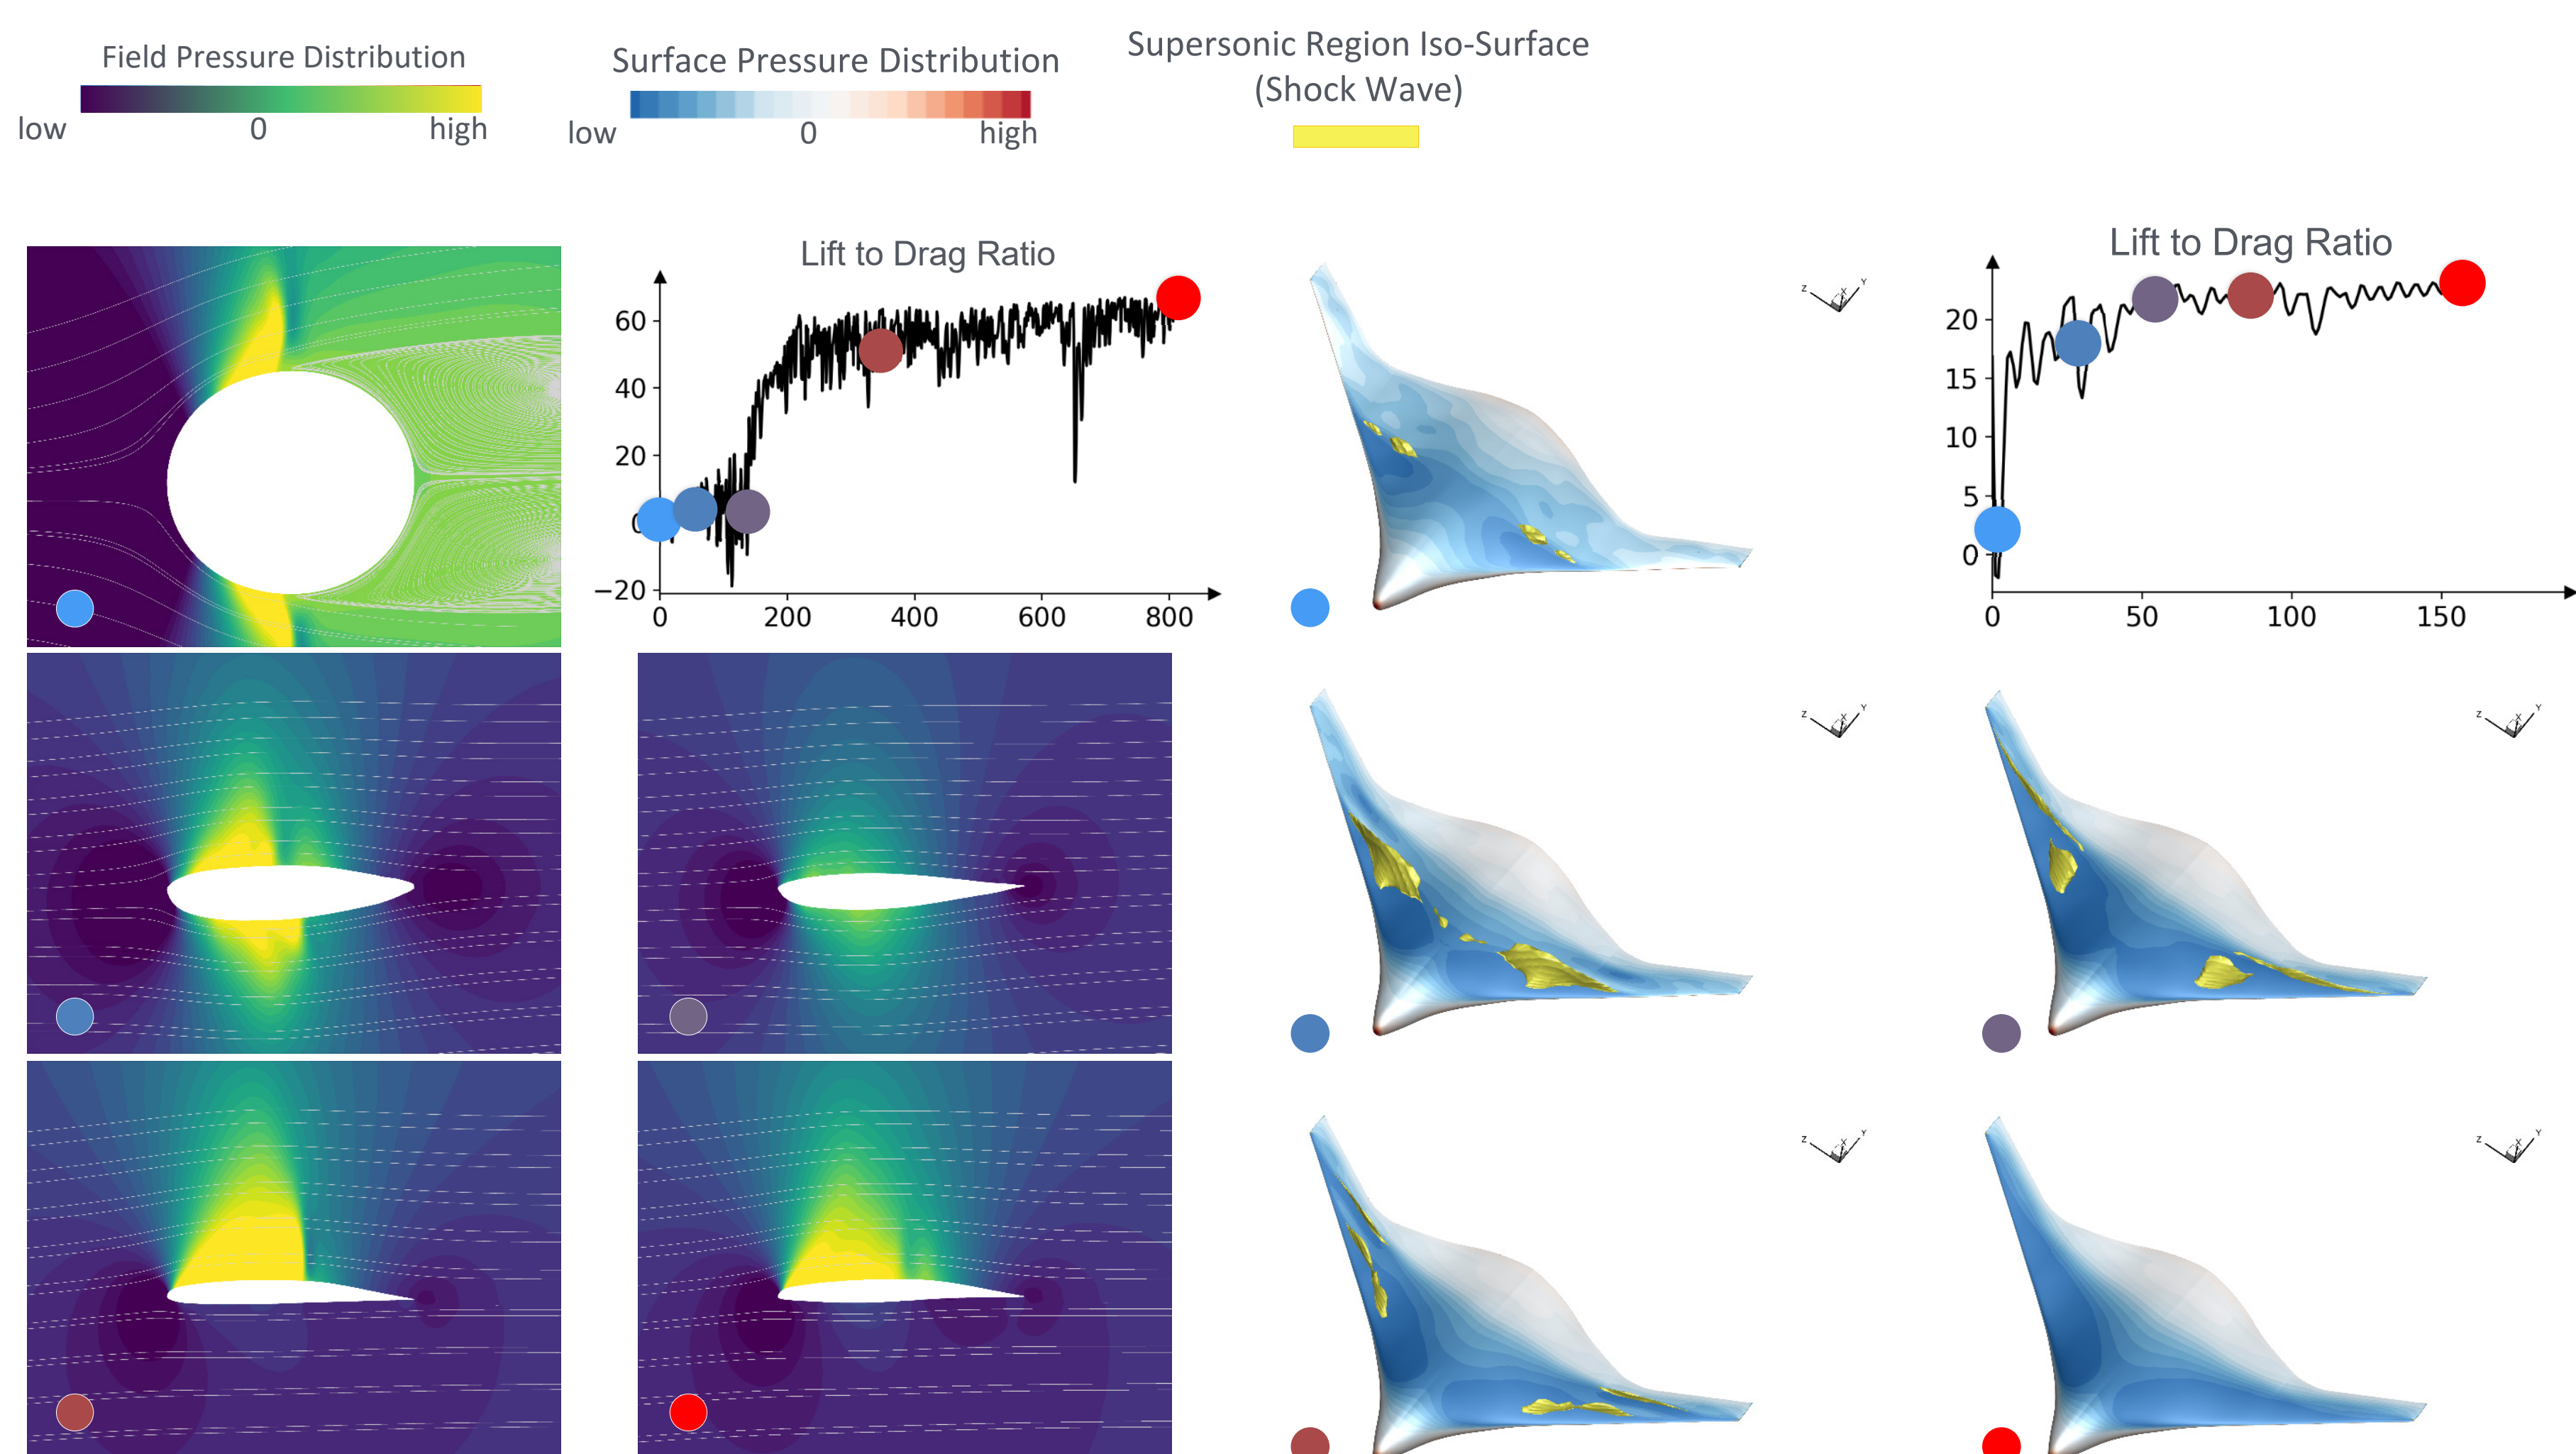 Field Pressure Distribution
low 0 high
Surface Pressure Distribution
low 0 high
Supersonic Region Iso-Surface
(Shock Wave)
Lift to Drag Ratio
60
40
20
−20
0 200 400 600 800
Z X Y
Lift to Drag Ratio
20
15
10
5
0
0 50 100 150
Z X Y
Z X Y
Z X Y
Z X Y